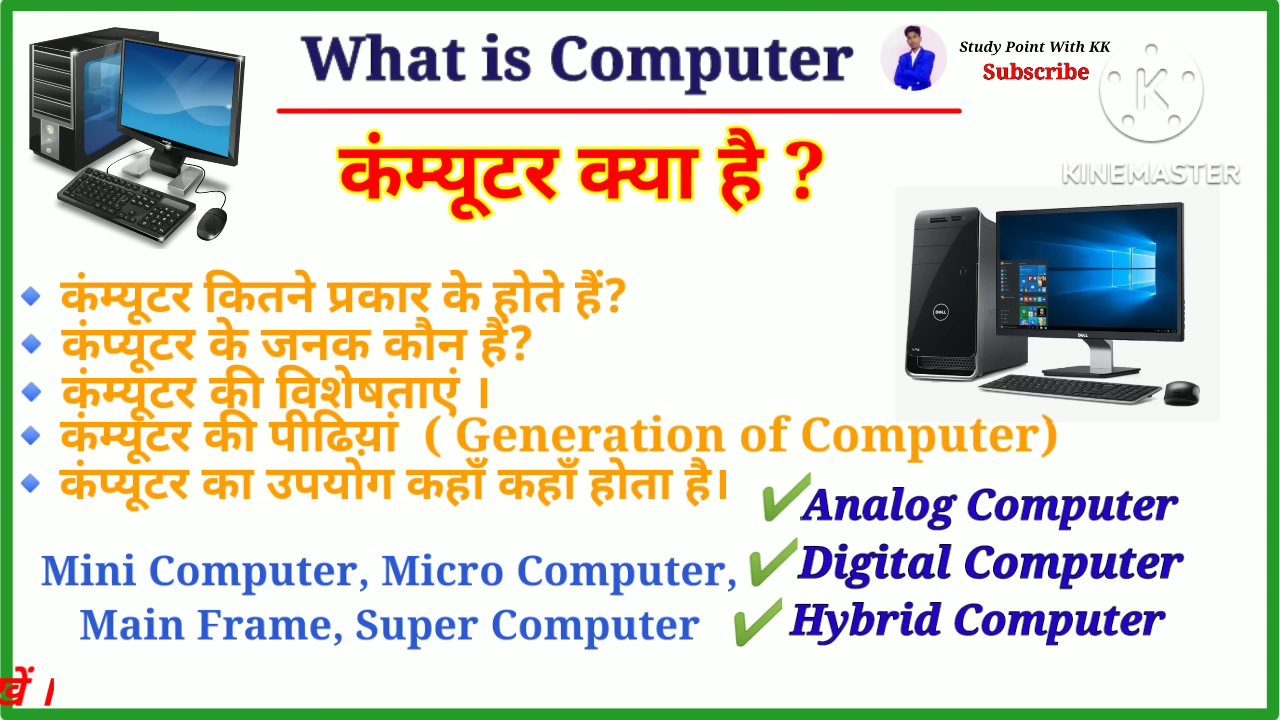 What is Computer
Study Point With KK
Subscribe
K
KINEMASTER
कंम्यूटर क्या है ?
DELL
कंम्यूटर कितने प्रकार के होते हैं?
कंप्यूटर के जनक कौन है?
कंम्यूटर की विशेषताएं ।
कंम्यूटर की पीढिय़ां ( Generation of Computer)
कंप्यूटर का उपयोग कहाँ कहाँ होता है।
✔Analog Computer
✔Digital Computer
✔Hybrid Computer
Mini Computer, Micro Computer,
Main Frame, Super Computer